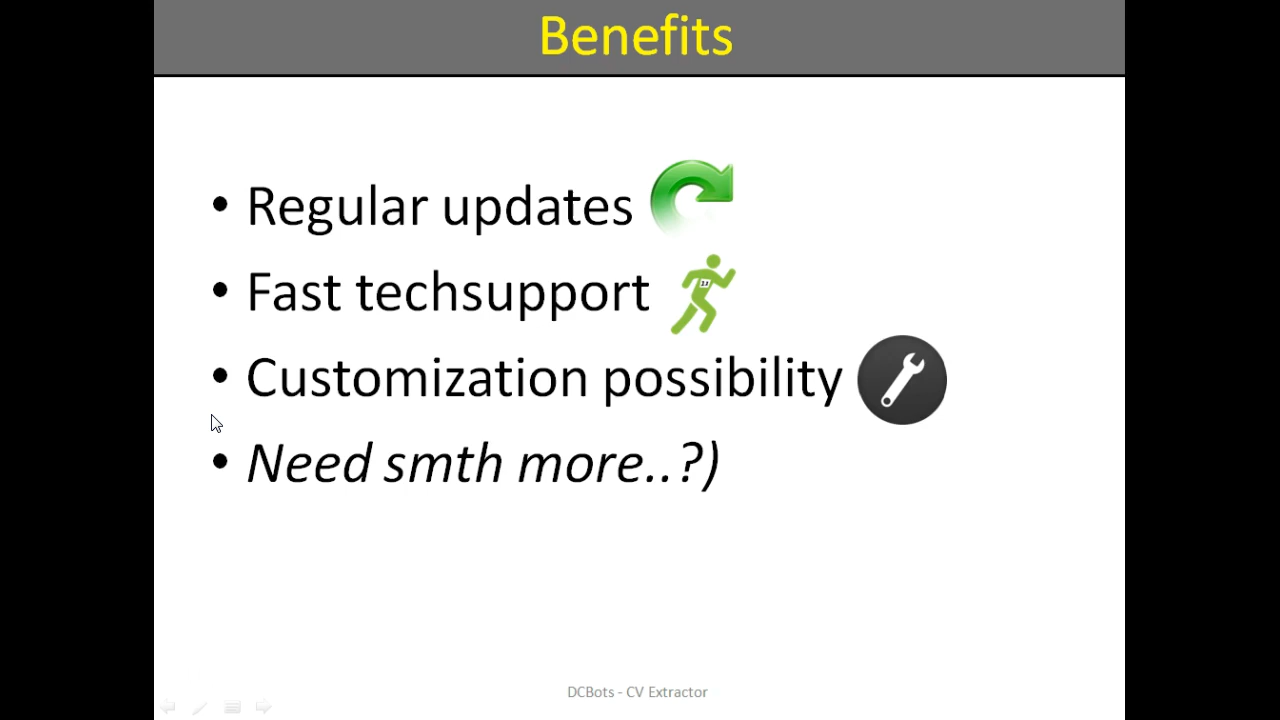 Benefits
• Regular updates
• Fast techsupport
• Customization possibility
• Need smth more..?)
DCBots - CV Extractor